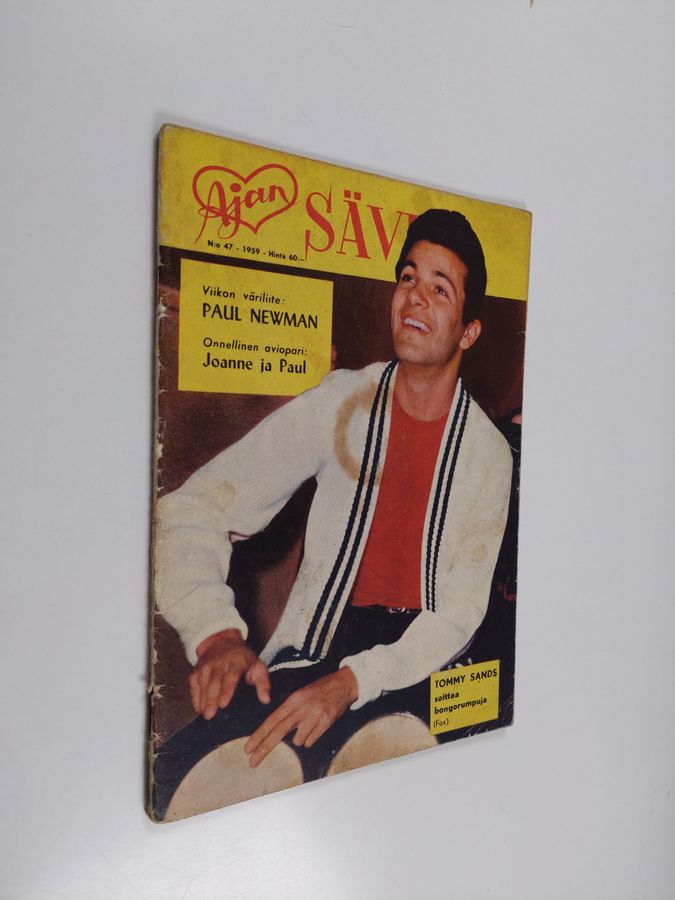 Ajan
SÄV
N:o 47 - 1959 - Hinta 60:-
Viikon väriliite:
PAUL NEWMAN
Onnellinen aviopari:
Joanne ja Paul
TOMMY SANDS
soittaa
bongorumpuja
(Fox)